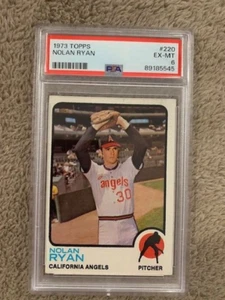 1973 TOPPS #220
NOLAN RYAN EX-MT
6
PSA 89185545
angels
30
NOLAN
RYAN
CALIFORNIA ANGELS PITCHER